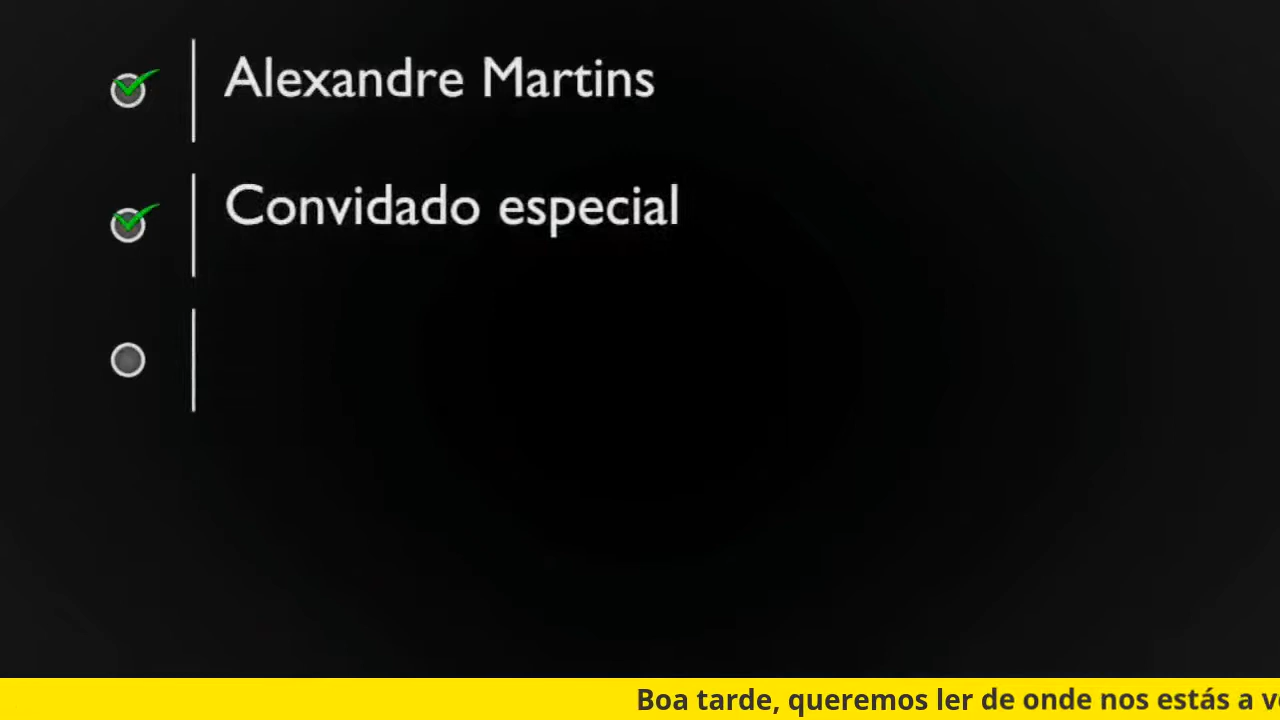 Alexandre Martins
Convidado especial
Boa tarde, queremos ler de onde nos estás a